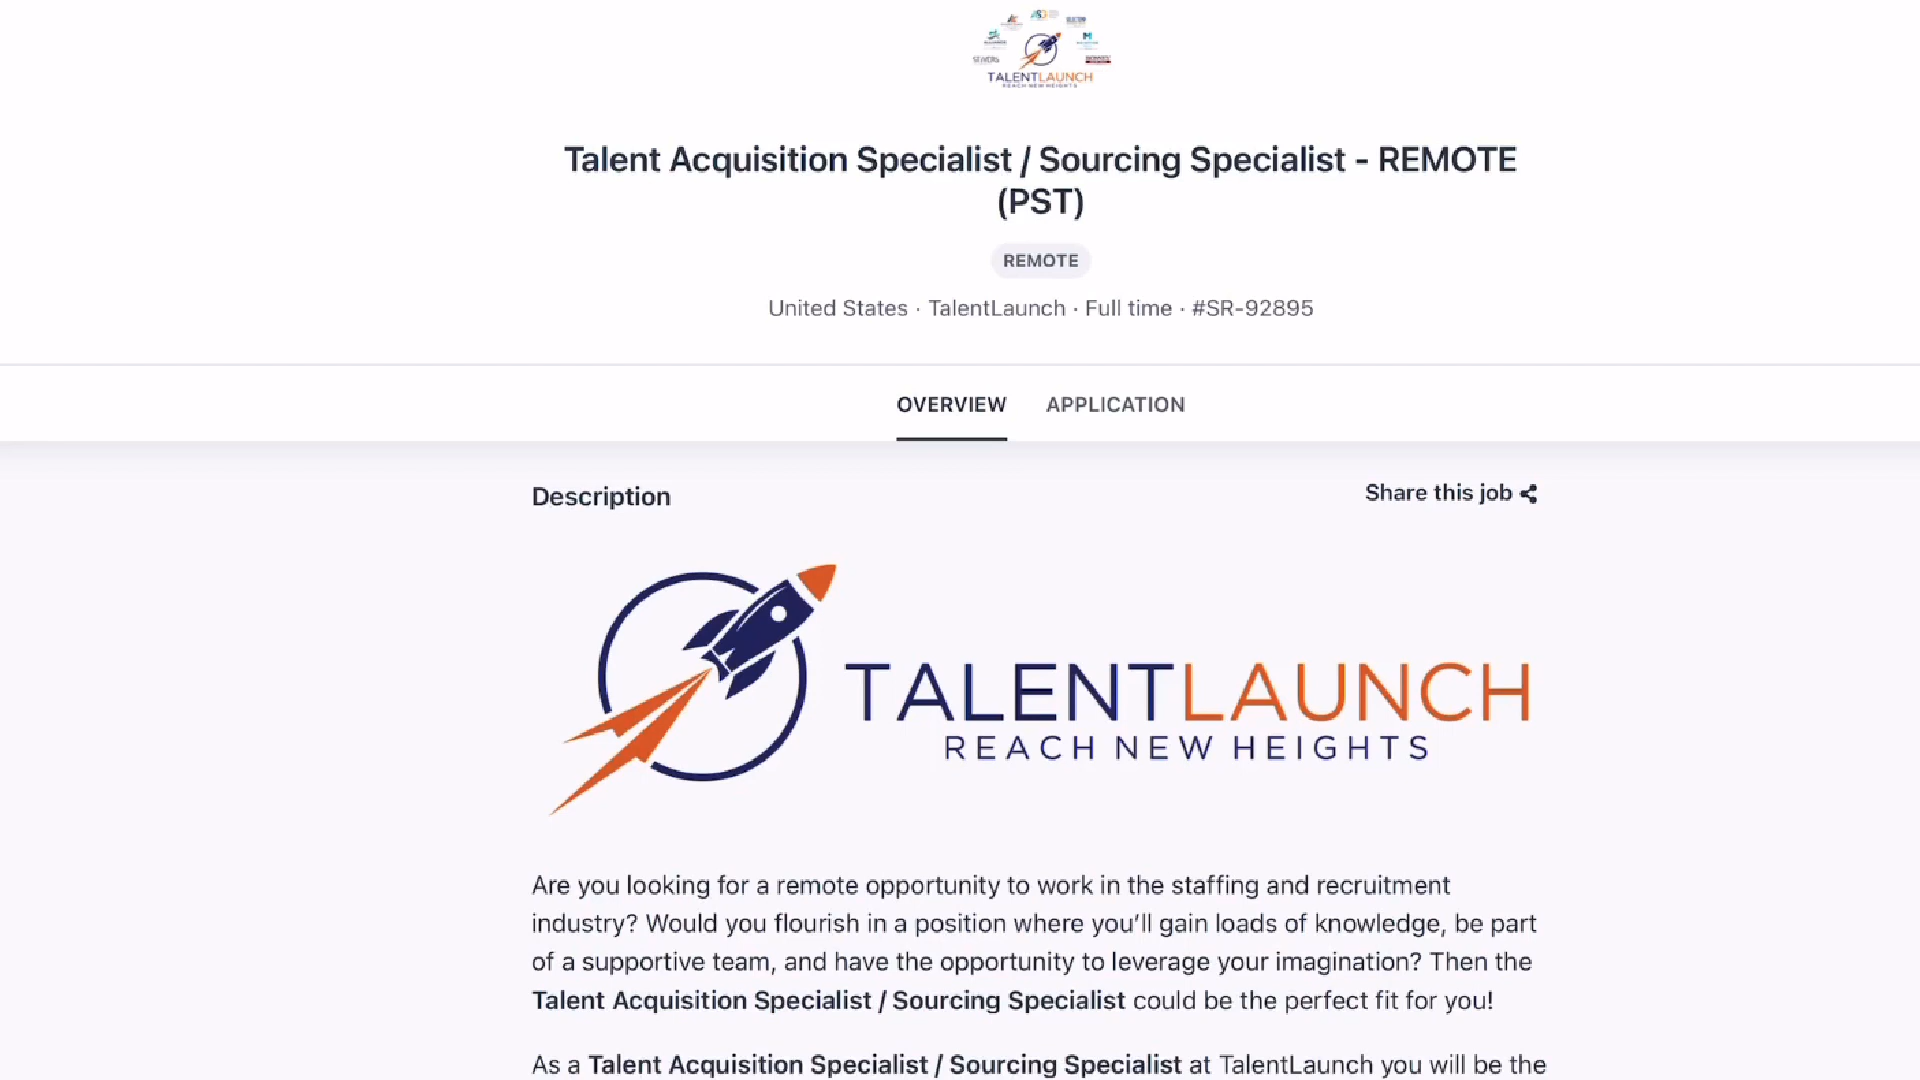 TALENTLAUNCH
REACH NEW HEIGHTS
Talent Acquisition Specialist / Sourcing Specialist - REMOTE
(PST)
REMOTE
United States · TalentLaunch · Full time · #SR-92895
OVERVIEW APPLICATION
Description
Share this job
TALENTLAUNCH
REACH NEW HEIGHTS
Are you looking for a remote opportunity to work in the staffing and recruitment
industry? Would you flourish in a position where you’ll gain loads of knowledge, be part
of a supportive team, and have the opportunity to leverage your imagination? Then the
Talent Acquisition Specialist / Sourcing Specialist could be the perfect fit for you!
As a Talent Acquisition Specialist / Sourcing Specialist at TalentLaunch you will be the